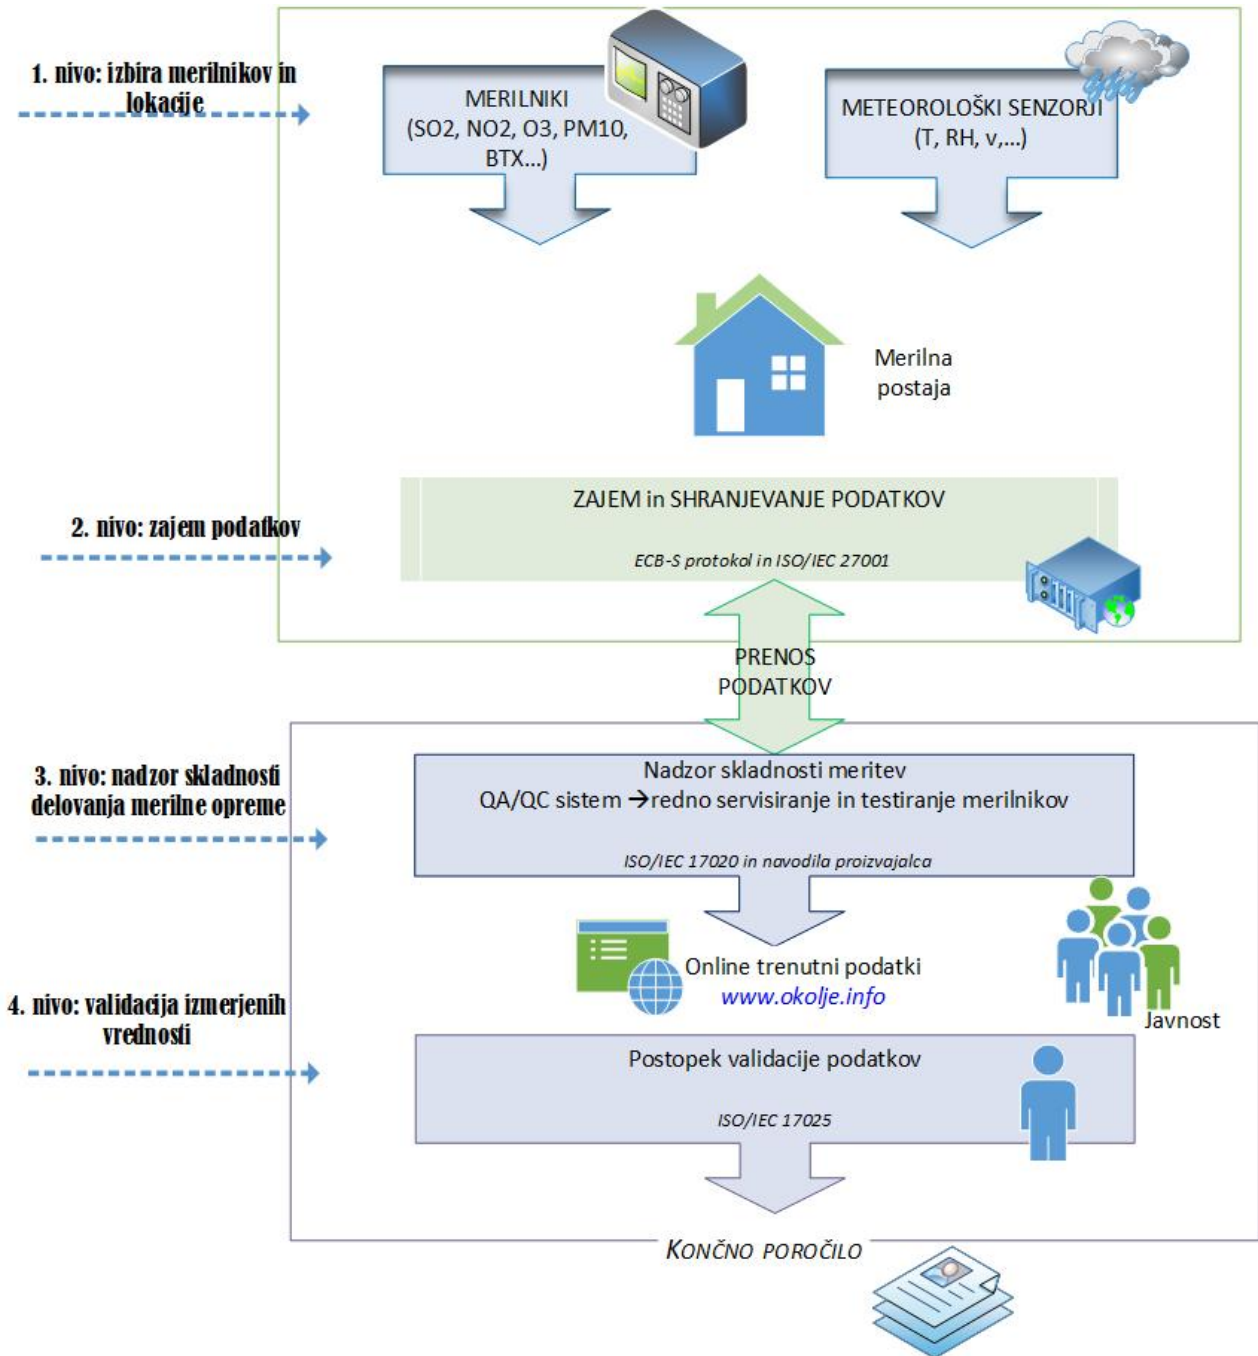 1. nivo: izbira merilnikov in
lokacije
MERILNIKI
(SO2, NO2, O3, PM10,
BTX...)
METEOROLOŠKI SENZORJI
(T, RH, v,...)
Merilna
postaja
2. nivo: zajem podatkov
ZAJEM in SHRANJEVANJE PODATKOV
ECB-S protokol in ISO/IEC 27001
PRENOS
PODATKOV
3. nivo: nadzor skladnosti
delovanja merilne opreme
Nadzor skladnosti meritev
QA/QC sistem →redno servisiranje in testiranje merilnikov
ISO/IEC 17020 in navodila proizvajalca
Online trenutni podatki
www.okolje.info
Javnost
4. nivo: validacija izmerjenih
vrednosti
Postopek validacije podatkov
ISO/IEC 17025
KONČNO POROČILO